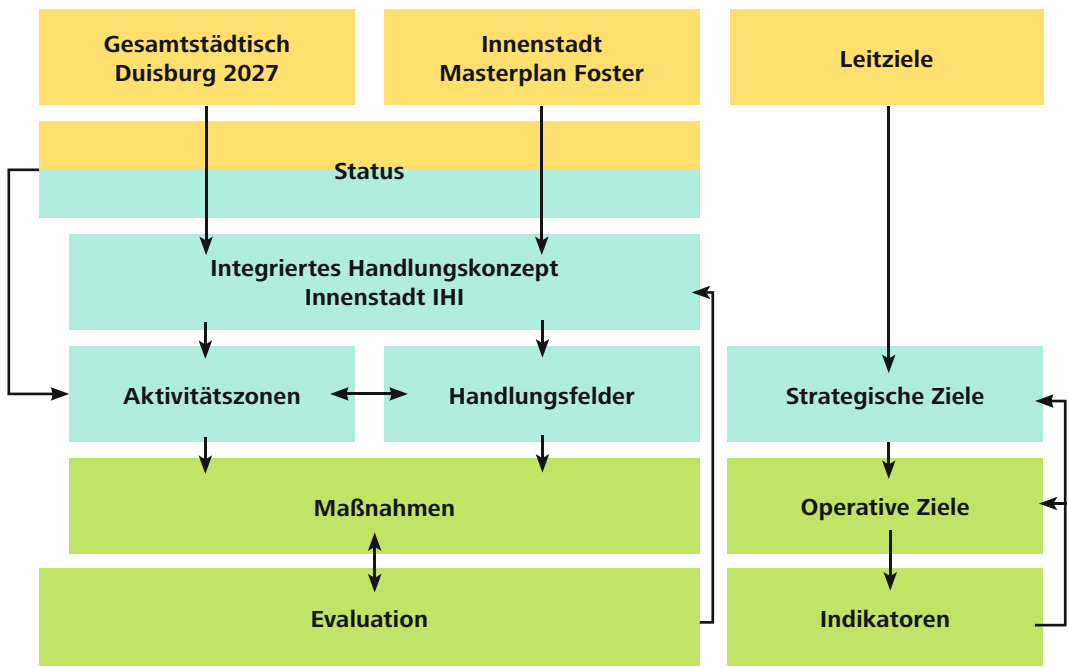 Gesamtstädtisch
Duisburg 2027
Innenstadt
Masterplan Foster
Leitziele
Status
Integriertes Handlungskonzept
Innenstadt IHI
Aktivitätszonen
Handlungsfelder
Strategische Ziele
Maßnahmen
Operative Ziele
Evaluation
Indikatoren